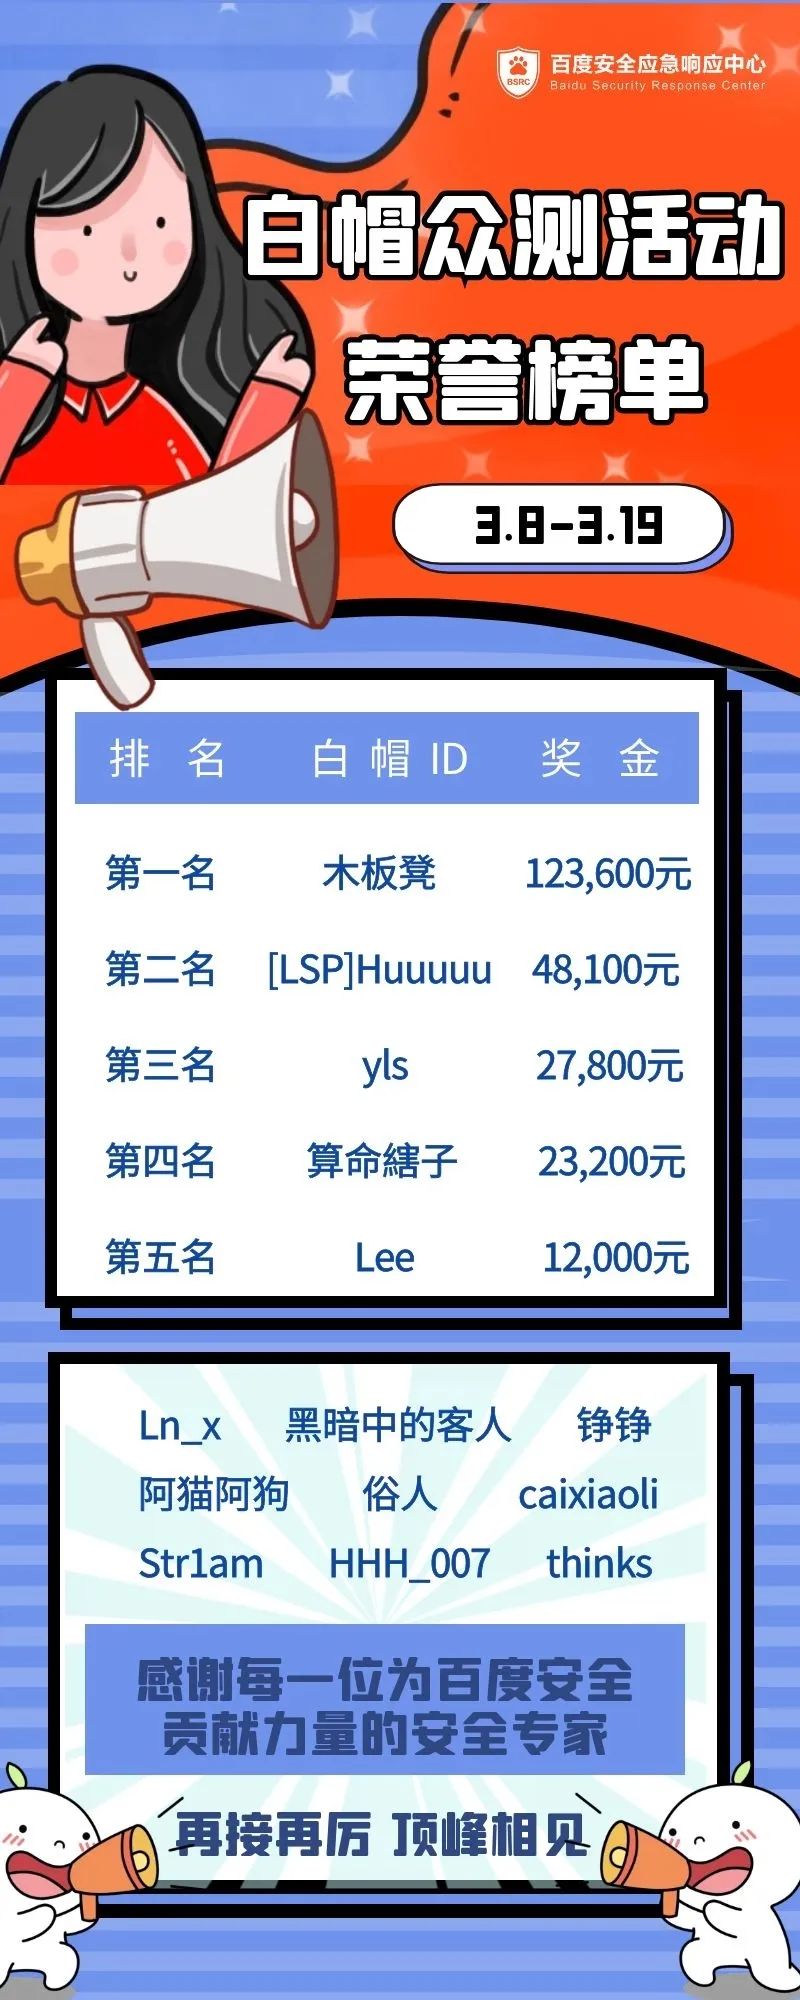 百度安全应急响应中心
BSRC
Baidu Security Response Center
白帽众测活动
荣誉榜单
3.8-3.19
排名 白帽ID 奖金
第一名 木板凳 123,600元
第二名 [LSP]Huuuuu 48,100元
第三名 yls 27,800元
第四名 算命縖子 23,200元
第五名 Lee 12,000元
Ln_x 黑暗中的客人 铮铮
阿猫阿狗 俗人 caixiaoli
Str1am HHH_007 thinks
感谢每一位为百度安全
贡献力量的安全专家
再接再厉 顶峰相见